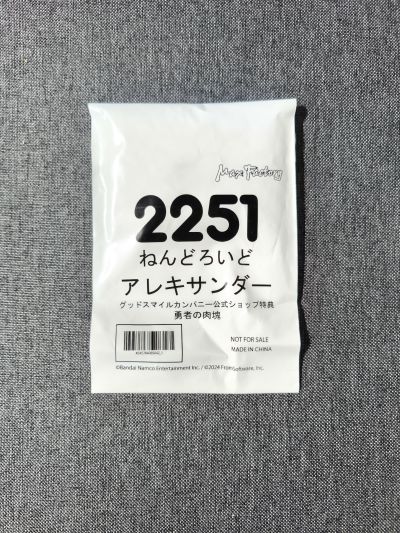 Max Factory
2251
ねんどろいど
アレキサンダー
グッドスマイルカンパニー公式ショップ特典
勇者の肉塊
NOT FOR SALE
MADE IN CHINA
©Bandai Namco Entertainment Inc. / ©2024 FromSoftware, Inc.